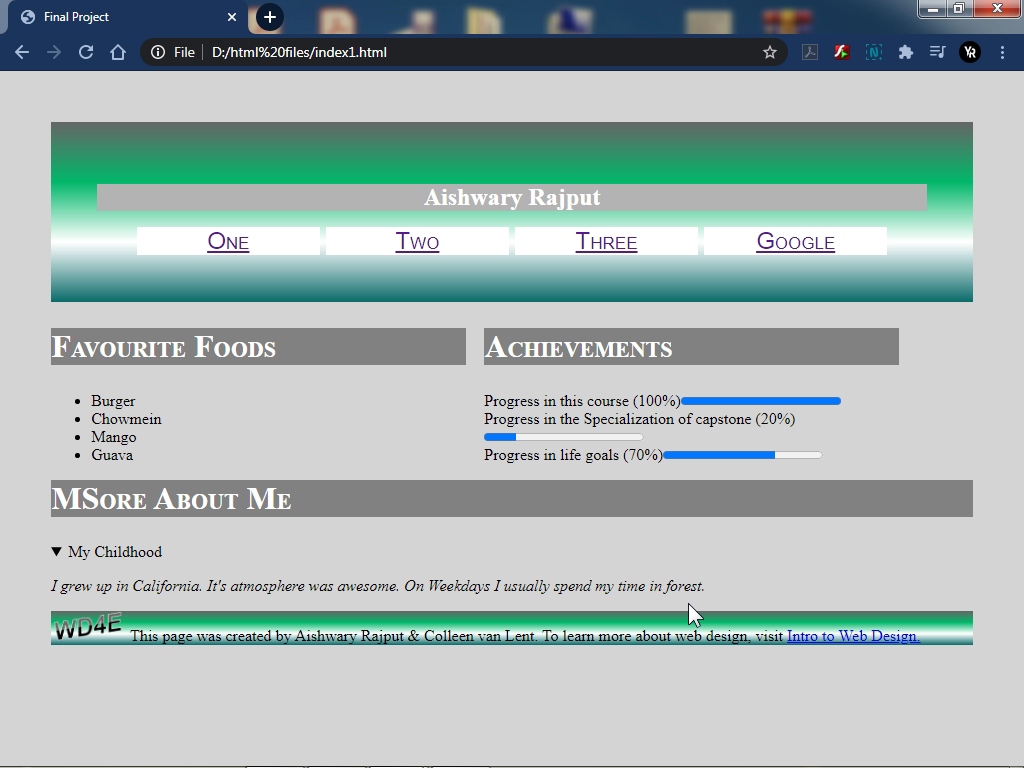 Final Project
File
D:/html%20files/index1.html
YR
Aishwary Rajput
One Two Three Google
Favourite Foods
Burger
Chowmein
Mango
Guava
Achievements
Progress in this course (100%)
Progress in the Specialization of capstone (20%)
Progress in life goals (70%)
MSore About Me
▼ My Childhood
I grew up in California. It's atmosphere was awesome. On Weekdays I usually spend my time in forest.
WD4E This page was created by Aishwary Rajput & Colleen van Lent. To learn more about web design, visit Intro to Web Design.